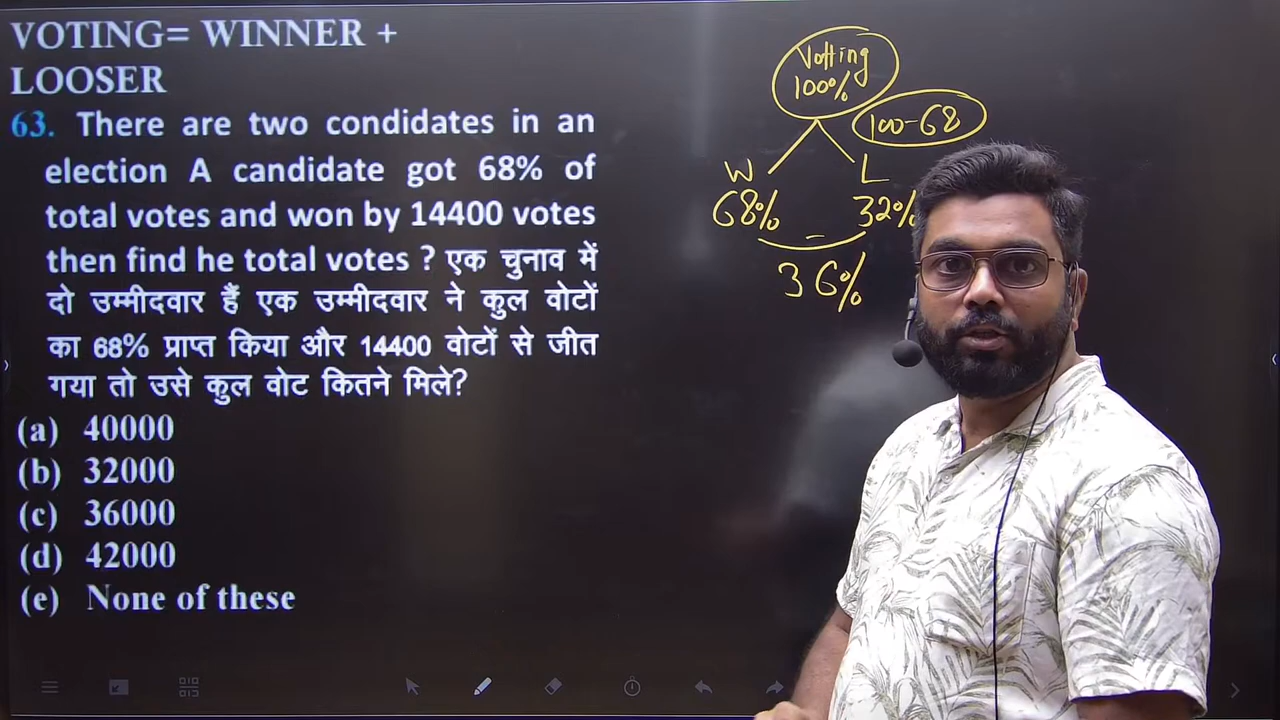 VOTING= WINNER +
LOOSER
63. There are two condidates in an
election A candidate got 68% of
total votes and won by 14400 votes
then find he total votes ? एक चुनाव में
दो उम्मीदवार हैं एक उम्मीदवार ने कुल वोटों
का 68% प्राप्त किया और 14400 वोटों से जीत
गया तो उसे कुल वोट कितने मिले?
(a) 40000
(b) 32000
(c) 36000
(d) 42000
(e) None of these
Votting
100%
100-68
W L
68% - 32%
36%